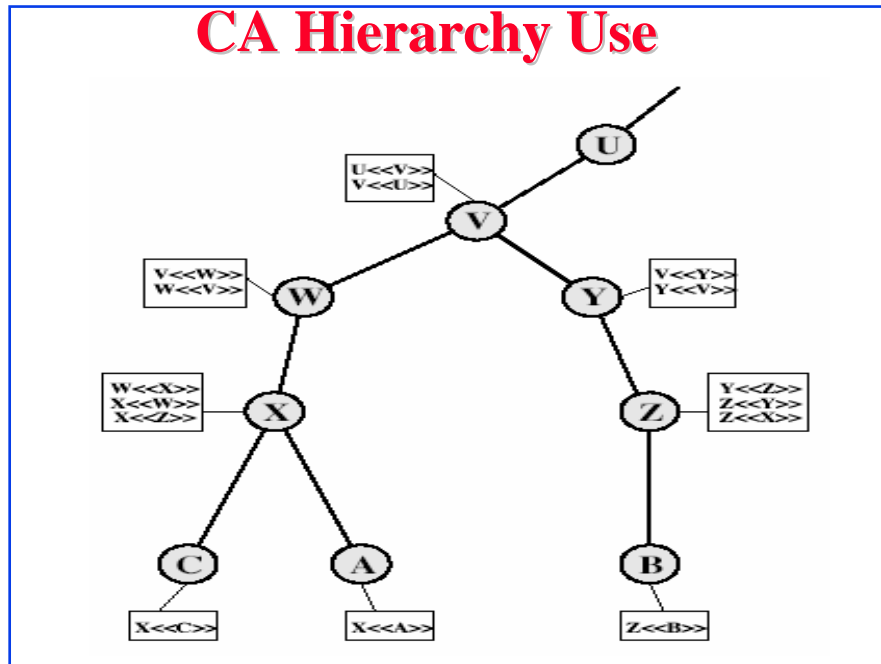 CA Hierarchy Use
U
U<<V>>
V<<U>>
V
V<<W>>
W<<V>>
W
Y
V<<Y>>
Y<<V>>
W<<X>>
X<<W>>
X<<Z>>
X
Z
Y<<Z>>
Z<<Y>>
Z<<X>>
C
A
B
X<<C>>
X<<A>>
Z<<B>>